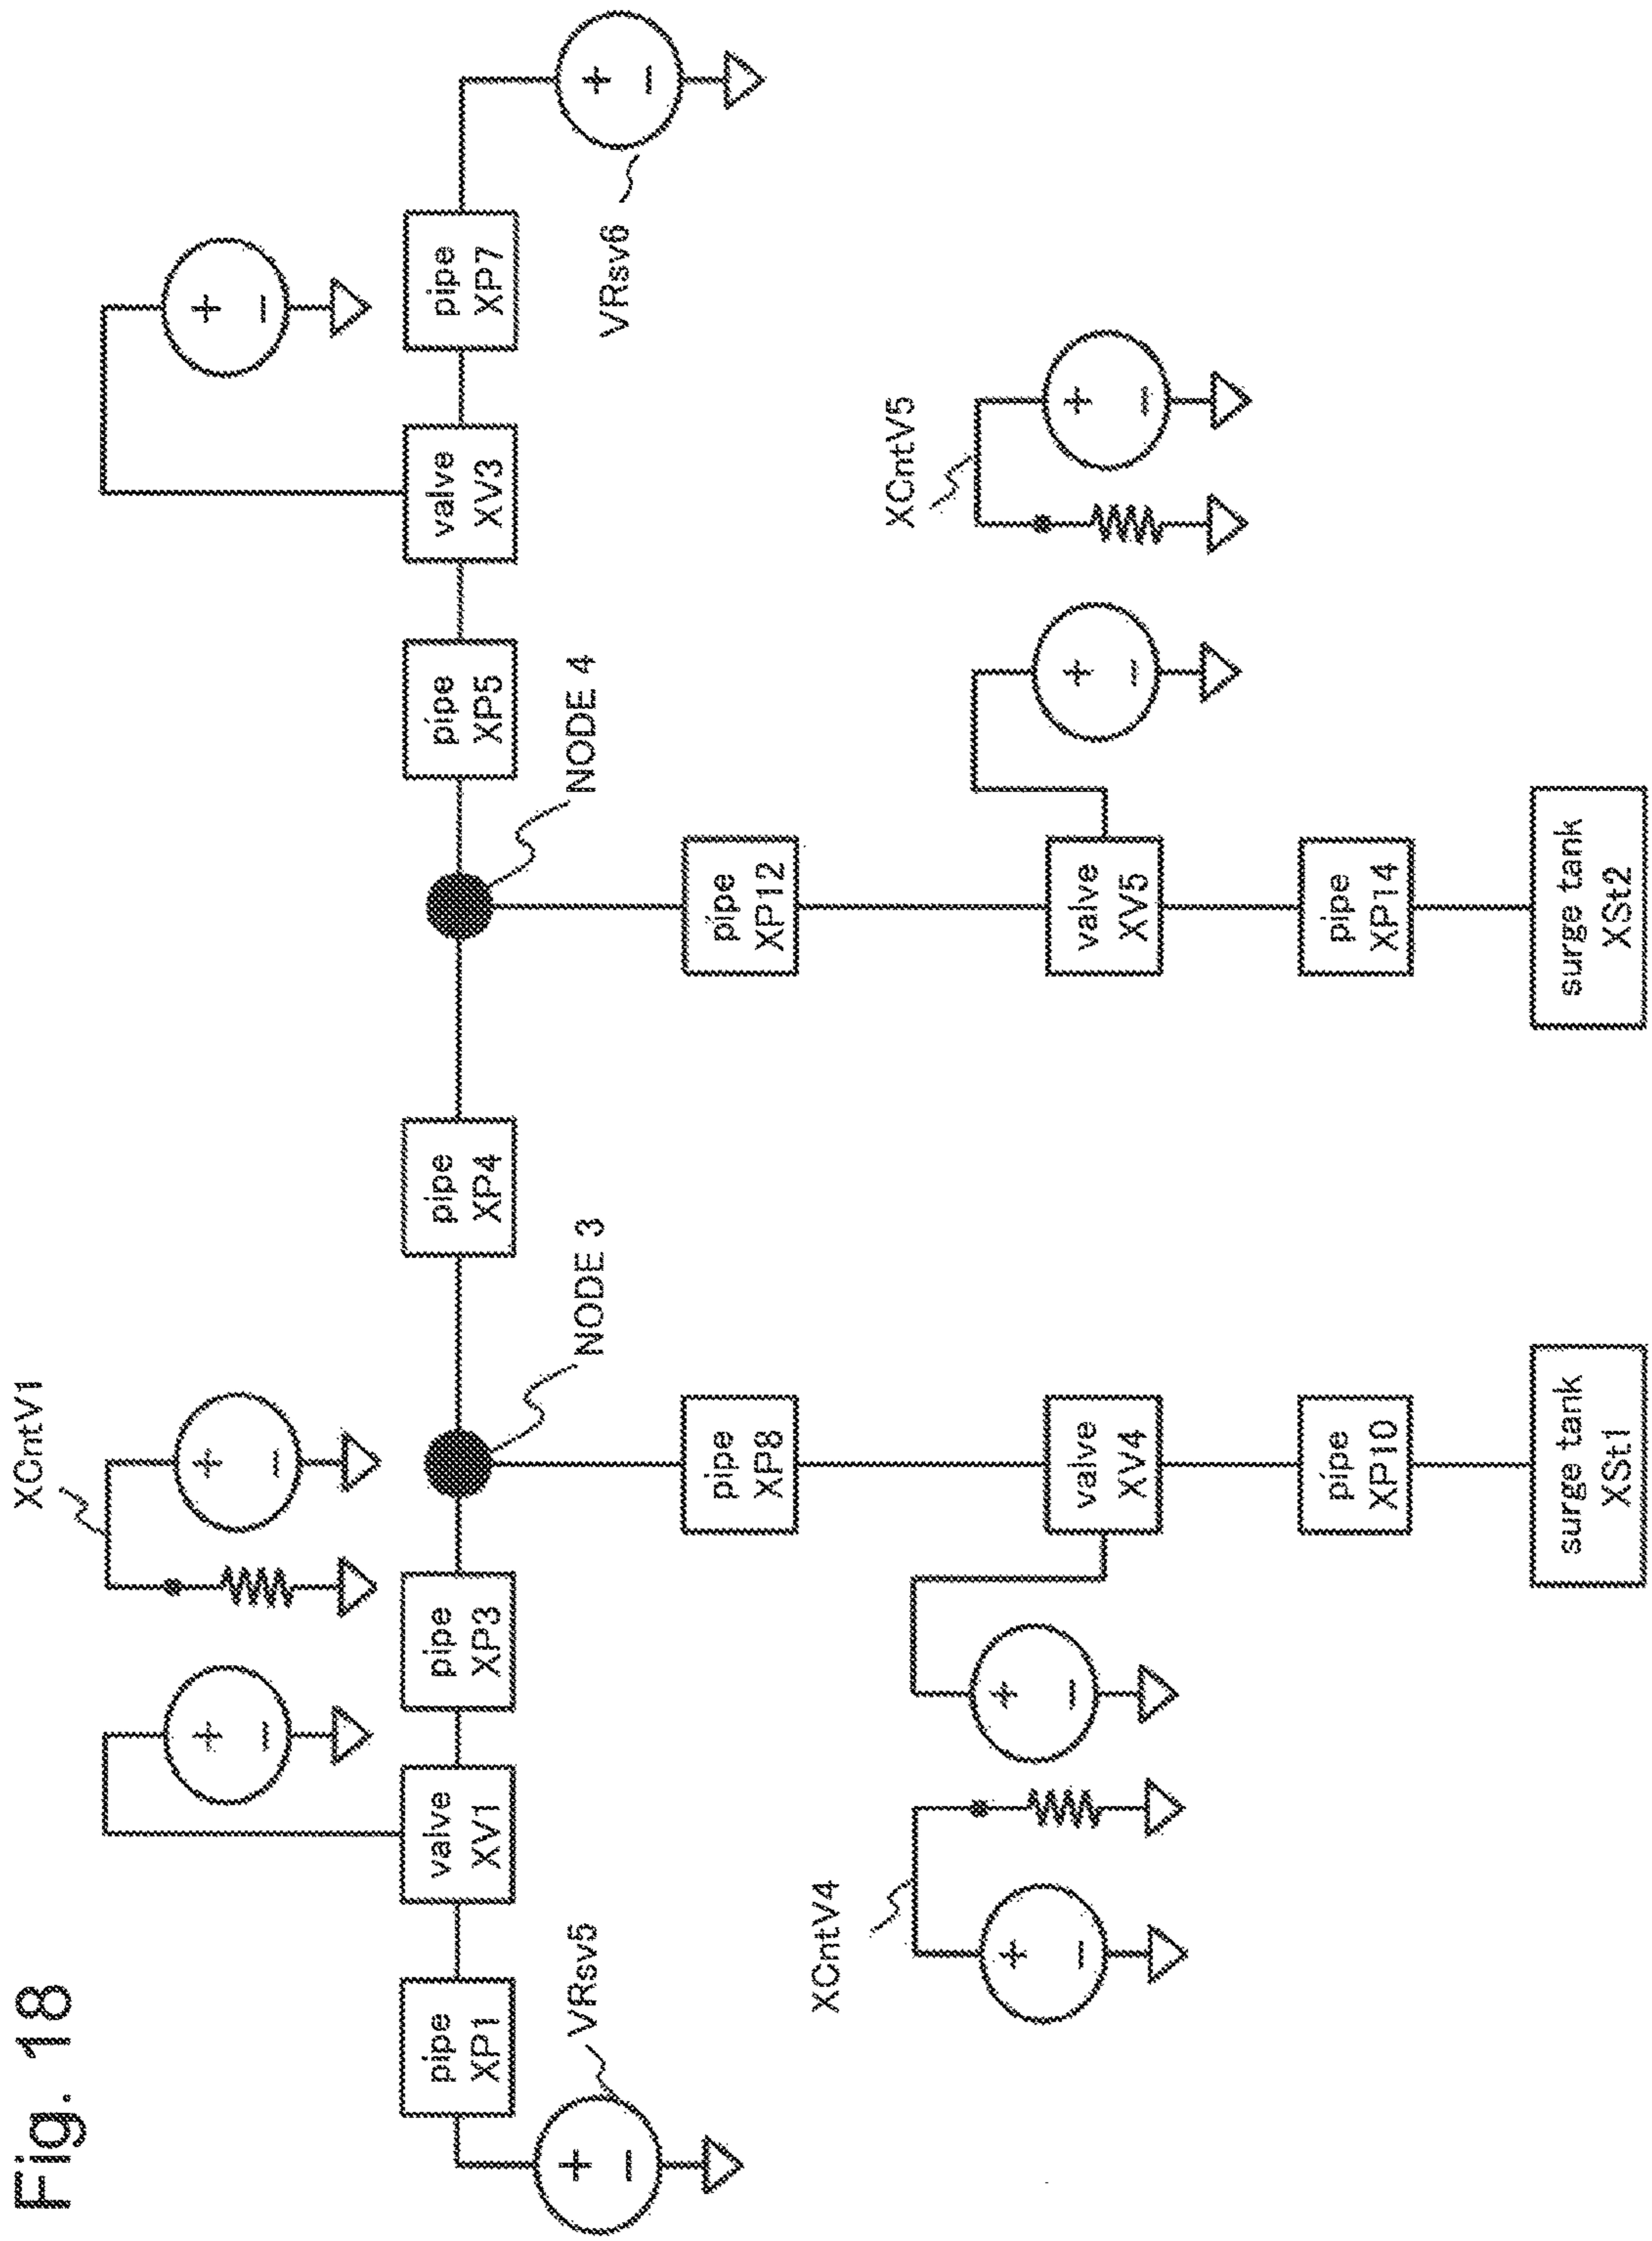 Fig. 18
XCntV1
pipe
XP1
valve
XV1
pipe
XP3
pipe
XP4
pipe
XP5
valve
XV3
pipe
XP7
VRsv5
NODE 3
NODE 4
VRsv6
pipe
XP8
pipe
XP12
XCntV4
XCntV5
valve
XV4
valve
XV5
pipe
XP10
pipe
XP14
surge tank
XSt1
surge tank
XSt2